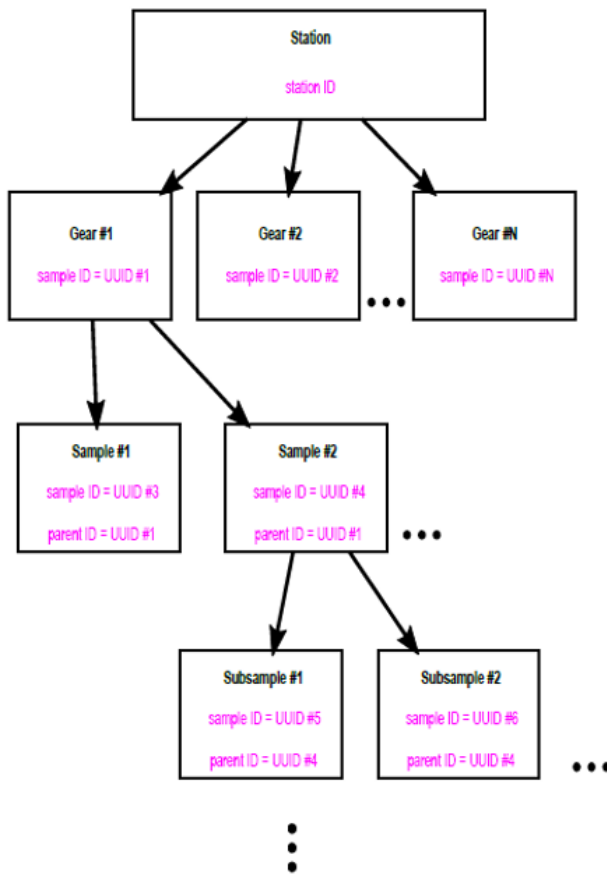 Station
station ID
Gear #1
sample ID = UUID #1
Gear #2
sample ID = UUID #2
Gear #N
sample ID = UUID #N
Sample #1
sample ID = UUID #3
parent ID = UUID #1
Sample #2
sample ID = UUID #4
parent ID = UUID #1
Subsample #1
sample ID = UUID #5
parent ID = UUID #4
Subsample #2
sample ID = UUID #6
parent ID = UUID #4